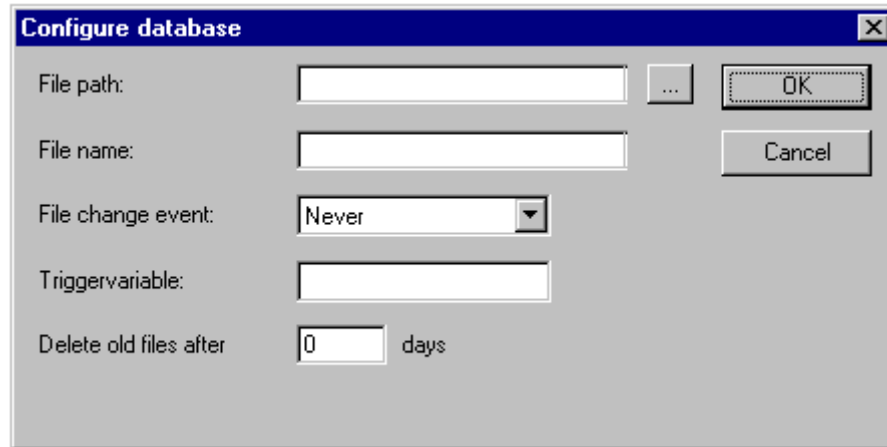 Configure database
File path:
...
OK
File name:
Cancel
File change event:
Never
Triggervariable:
Delete old files after 0 days